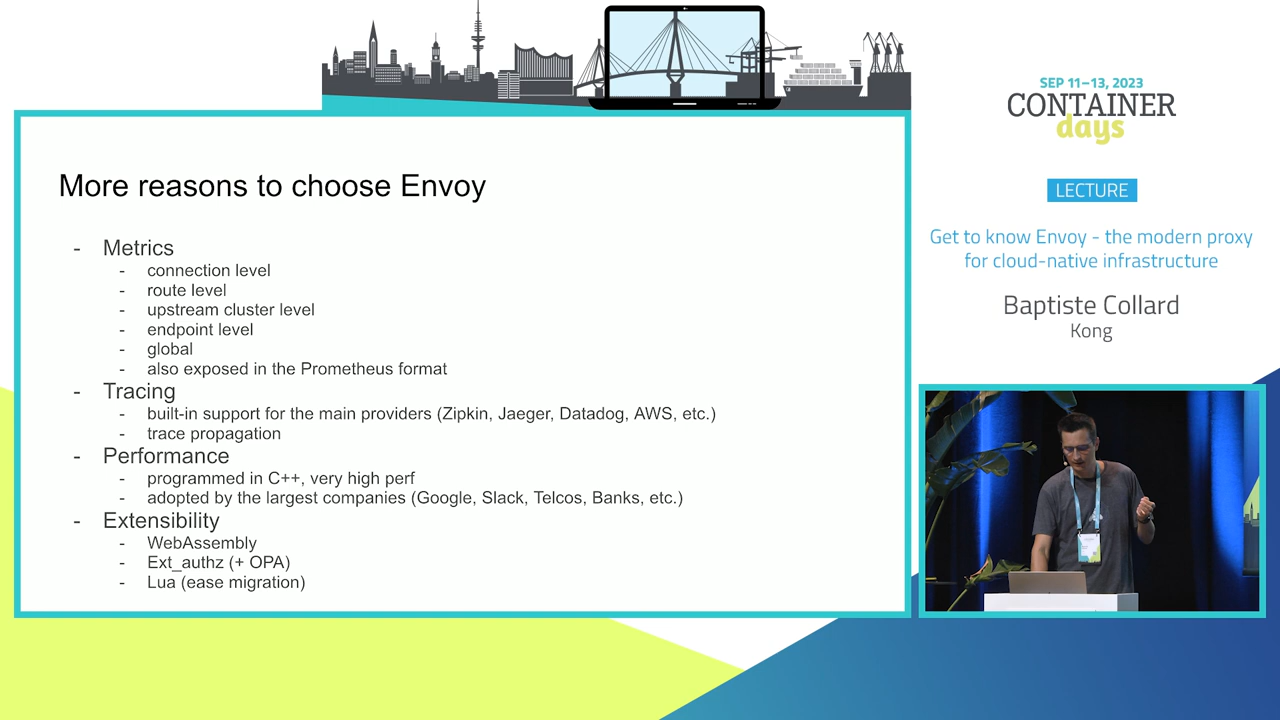 SEP 11–13, 2023
CONTAINER
days
LECTURE
Get to know Envoy - the modern proxy
for cloud-native infrastructure
Baptiste Collard
Kong
More reasons to choose Envoy
- Metrics
- connection level
- route level
- upstream cluster level
- endpoint level
- global
- also exposed in the Prometheus format
- Tracing
- built-in support for the main providers (Zipkin, Jaeger, Datadog, AWS, etc.)
- trace propagation
- Performance
- programmed in C++, very high perf
- adopted by the largest companies (Google, Slack, Telcos, Banks, etc.)
- Extensibility
- WebAssembly
- Ext_authz (+ OPA)
- Lua (ease migration)